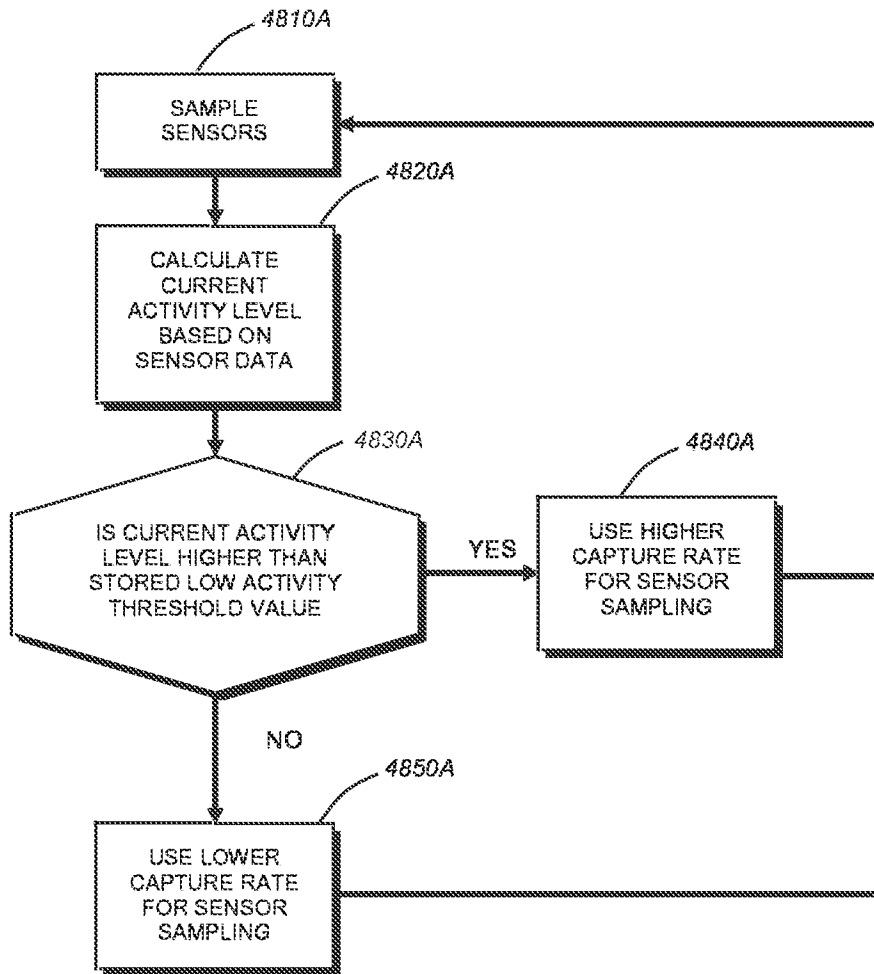 4810A
SAMPLE
SENSORS
4820A
CALCULATE
CURRENT
ACTIVITY LEVEL
BASED ON
SENSOR DATA
4830A
IS CURRENT ACTIVITY
LEVEL HIGHER THAN
STORED LOW ACTIVITY
THRESHOLD VALUE
YES
4840A
USE HIGHER
CAPTURE RATE
FOR SENSOR
SAMPLING
NO
4850A
USE LOWER
CAPTURE RATE
FOR SENSOR
SAMPLING